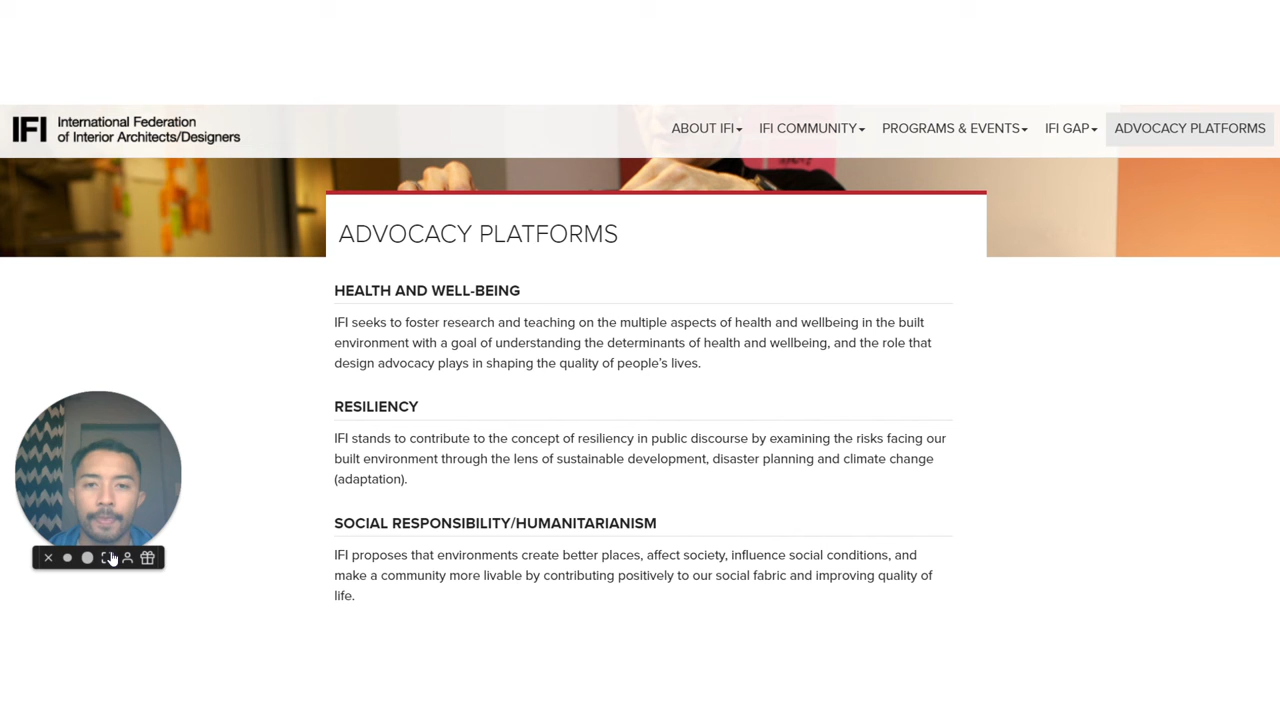 IFI International Federation
of Interior Architects/Designers
ABOUT IFI IFI COMMUNITY PROGRAMS & EVENTS IFI GAP ADVOCACY PLATFORMS
ADVOCACY PLATFORMS
HEALTH AND WELL-BEING
IFI seeks to foster research and teaching on the multiple aspects of health and wellbeing in the built
environment with a goal of understanding the determinants of health and wellbeing, and the role that
design advocacy plays in shaping the quality of people's lives.
RESILIENCY
IFI stands to contribute to the concept of resiliency in public discourse by examining the risks facing our
built environment through the lens of sustainable development, disaster planning and climate change
(adaptation).
SOCIAL RESPONSIBILITY/HUMANITARIANISM
IFI proposes that environments create better places, affect society, influence social conditions, and
make a community more livable by contributing positively to our social fabric and improving quality of
life.